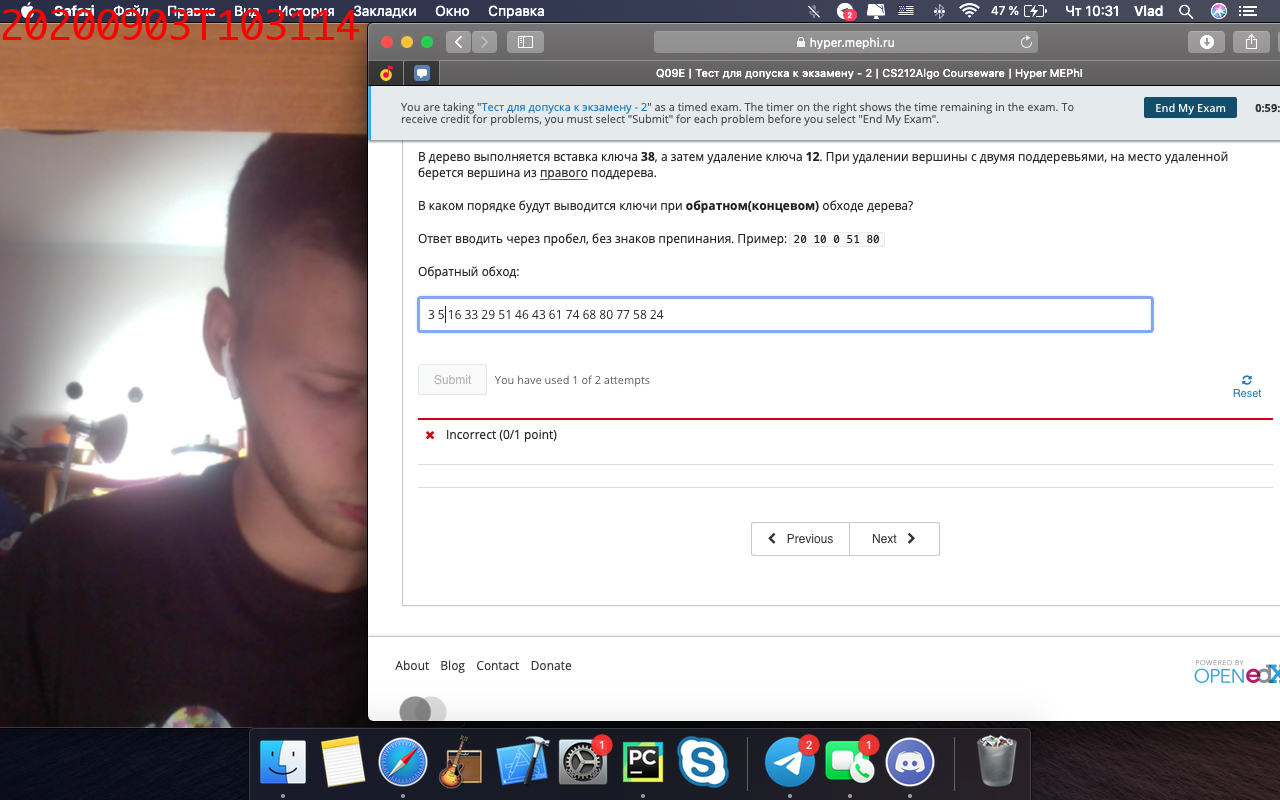 20200903T103114
Safari Файл Правка Вид История Закладки Окно Справка
2
47 % Чт 10:31 Vlad
hyper.mephi.ru
Q09E | Тест для допуска к экзамену - 2 | CS212Algo Courseware | Hyper MEPhI
You are taking "Тест для допуска к экзамену - 2" as a timed exam. The timer on the right shows the time remaining in the exam. To
receive credit for problems, you must select "Submit" for each problem before you select "End My Exam".
End My Exam
0:59:
В дерево выполняется вставка ключа 38, а затем удаление ключа 12. При удалении вершины с двумя поддеревьями, на место удаленной
берется вершина из правого поддерева.
В каком порядке будут выводится ключи при обратном(концевом) обходе дерева?
Ответ вводить через пробел, без знаков препинания. Пример: 20 10 0 51 80
Обратный обход:
3 5 16 33 29 51 46 43 61 74 68 80 77 58 24
Submit You have used 1 of 2 attempts
Reset
Incorrect (0/1 point)
Previous Next
About Blog Contact Donate
POWERED BY
OPEN edX
1 PC 2 1